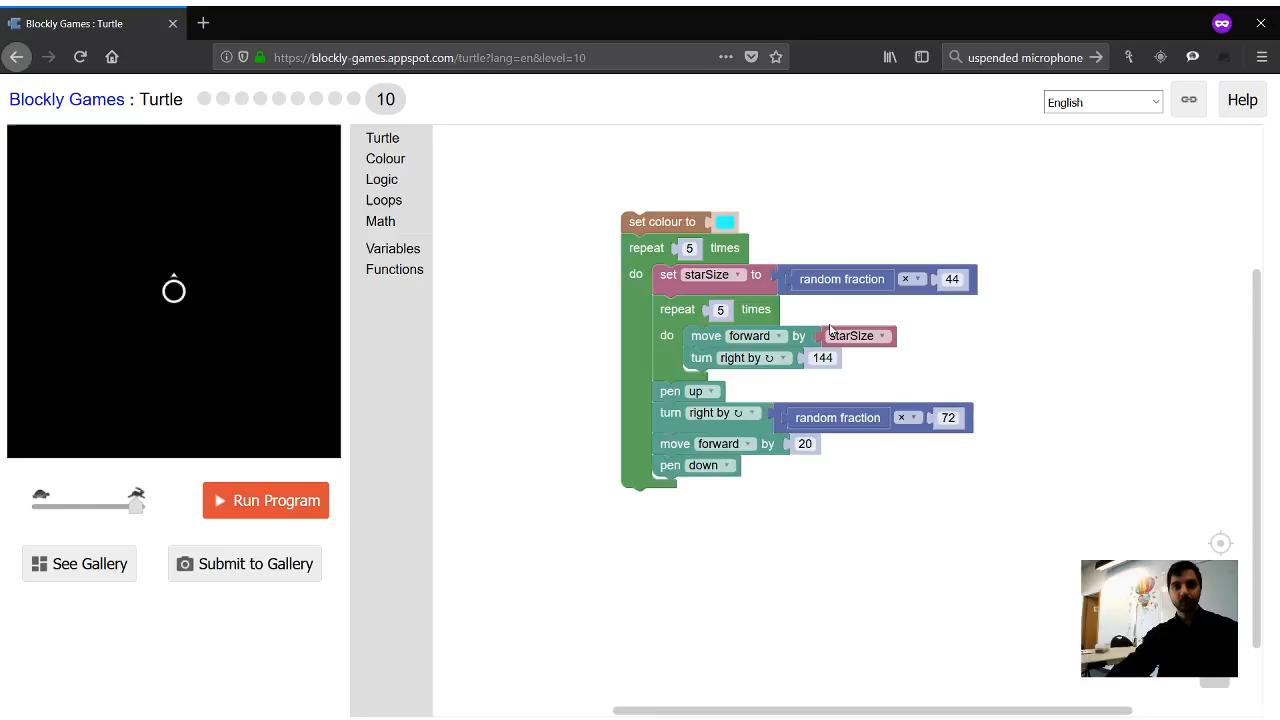 Blockly Games : Turtle
https://blockly-games.appspot.com/turtle?lang=en&level=10
uspended microphone
Blockly Games : Turtle
10
English
Help
Turtle
Colour
Logic
Loops
Math
Variables
Functions
set colour to
repeat 5 times
do set starSize to random fraction × 44
repeat 5 times
do move forward by starSize
turn right by ↻ 144
pen up
turn right by ↻ random fraction × 72
move forward by 20
pen down
Run Program
See Gallery
Submit to Gallery